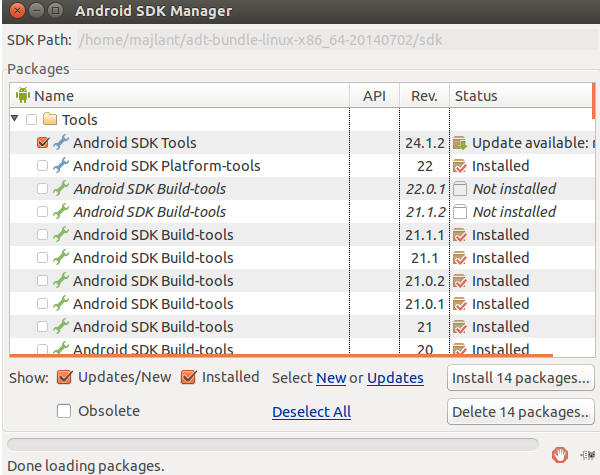 Android SDK Manager
SDK Path: /home/majlant/adt-bundle-linux-x86_64-20140702/sdk
Packages
Name API Rev. Status
Tools
Android SDK Tools 24.1.2 Update available: r
Android SDK Platform-tools 22 Installed
Android SDK Build-tools 22.0.1 Not installed
Android SDK Build-tools 21.1.2 Not installed
Android SDK Build-tools 21.1.1 Installed
Android SDK Build-tools 21.1 Installed
Android SDK Build-tools 21.0.2 Installed
Android SDK Build-tools 21.0.1 Installed
Android SDK Build-tools 21 Installed
Android SDK Build-tools 20 Installed
Show: Updates/New Installed Select New or Updates Install 14 packages...
Obsolete Deselect All Delete 14 packages..
Done loading packages.